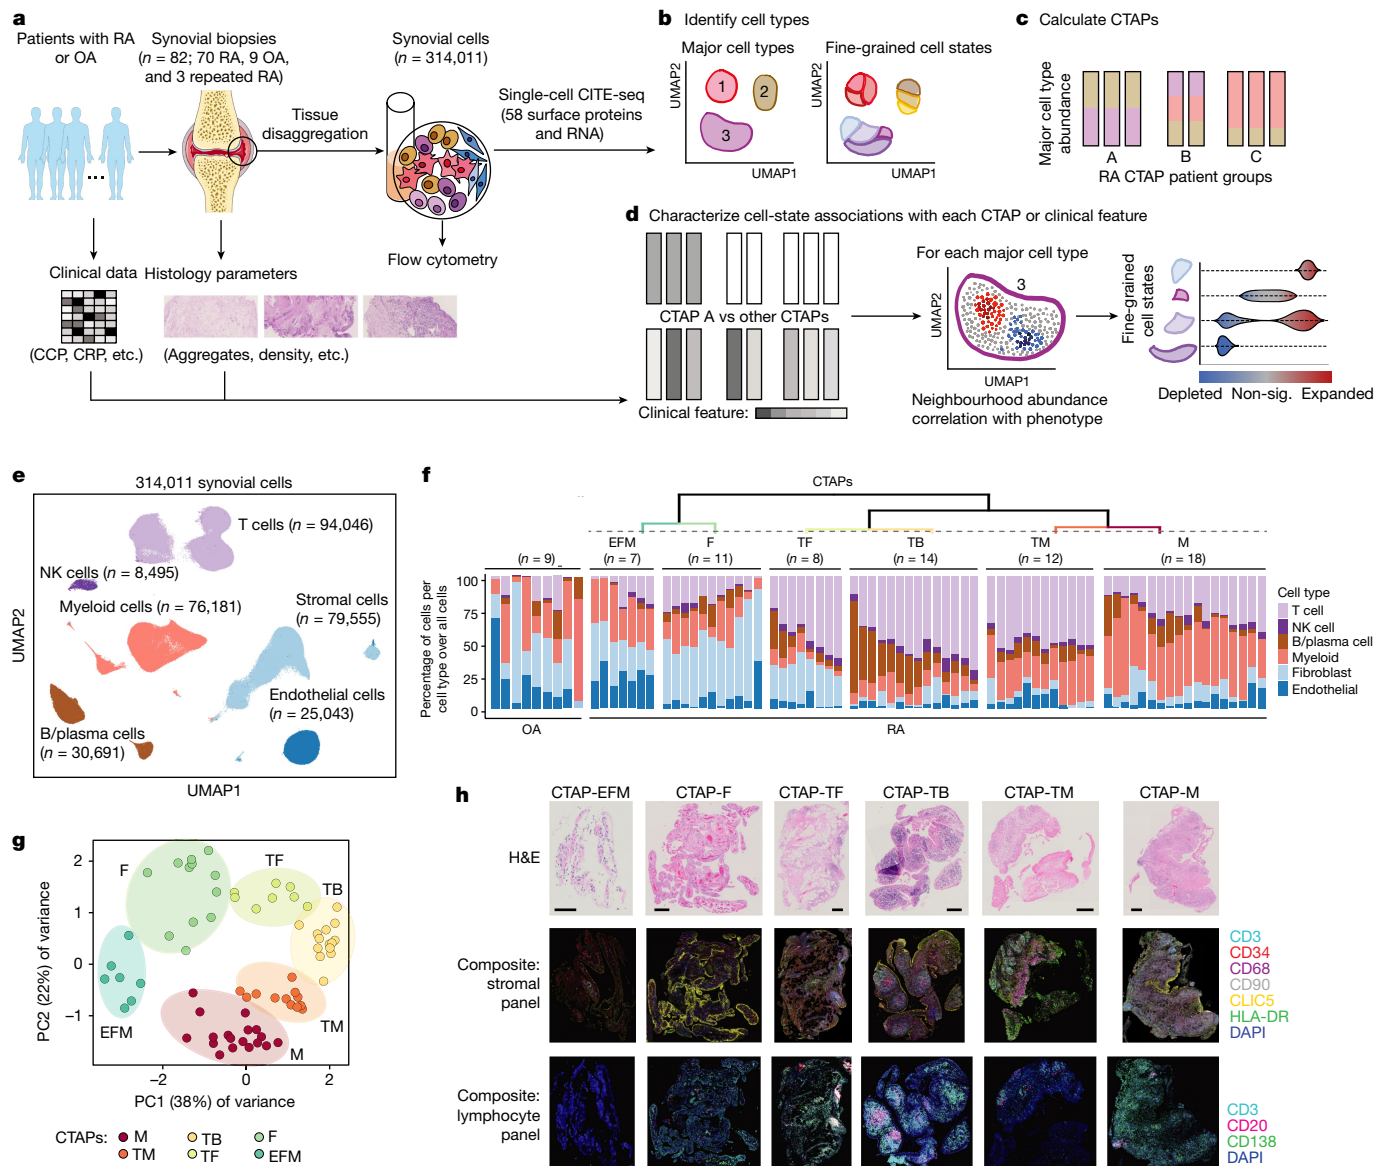 a
Patients with RA
or OA
Synovial biopsies
(n = 82; 70 RA, 9 OA,
and 3 repeated RA)
Synovial cells
(n = 314,011)
Tissue
disaggregation
Single-cell CITE-seq
(58 surface proteins
and RNA)
Flow cytometry
Clinical data
Histology parameters
(CCP, CRP, etc.)
(Aggregates, density, etc.)
b Identify cell types
Major cell types
Fine-grained cell states
UMAP2
1
2
3
UMAP1
UMAP2
UMAP1
c Calculate CTAPs
Major cell type
abundance
A
B
C
RA CTAP patient groups
d Characterize cell-state associations with each CTAP or clinical feature
CTAP A vs other CTAPs
Clinical feature:
For each major cell type
3
UMAP2
UMAP1
Neighbourhood abundance
correlation with phenotype
Fine-grained
cell states
Depleted Non-sig. Expanded
e
314,011 synovial cells
T cells (n = 94,046)
NK cells (n = 8,495)
Myeloid cells (n = 76,181)
Stromal cells
(n = 79,555)
Endothelial cells
(n = 25,043)
B/plasma cells
(n = 30,691)
UMAP2
UMAP1
f
CTAPs
EFM
F
TF
TB
TM
M
(n = 9)
(n = 7)
(n = 11)
(n = 8)
(n = 14)
(n = 12)
(n = 18)
Percentage of cells per
cell type over all cells
100
75
50
25
0
OA
RA
Cell type
T cell
NK cell
B/plasma cell
Myeloid
Fibroblast
Endothelial
g
PC2 (22%) of variance
2
1
0
−1
F
TF
TB
EFM
TM
M
−2
0
2
PC1 (38%) of variance
CTAPs:
M
TB
F
TM
TF
EFM
h
CTAP-EFM
CTAP-F
CTAP-TF
CTAP-TB
CTAP-TM
CTAP-M
H&E
Composite:
stromal
panel
CD3
CD34
CD68
CD90
CLIC5
HLA-DR
DAPI
Composite:
lymphocyte
panel
CD3
CD20
CD138
DAPI